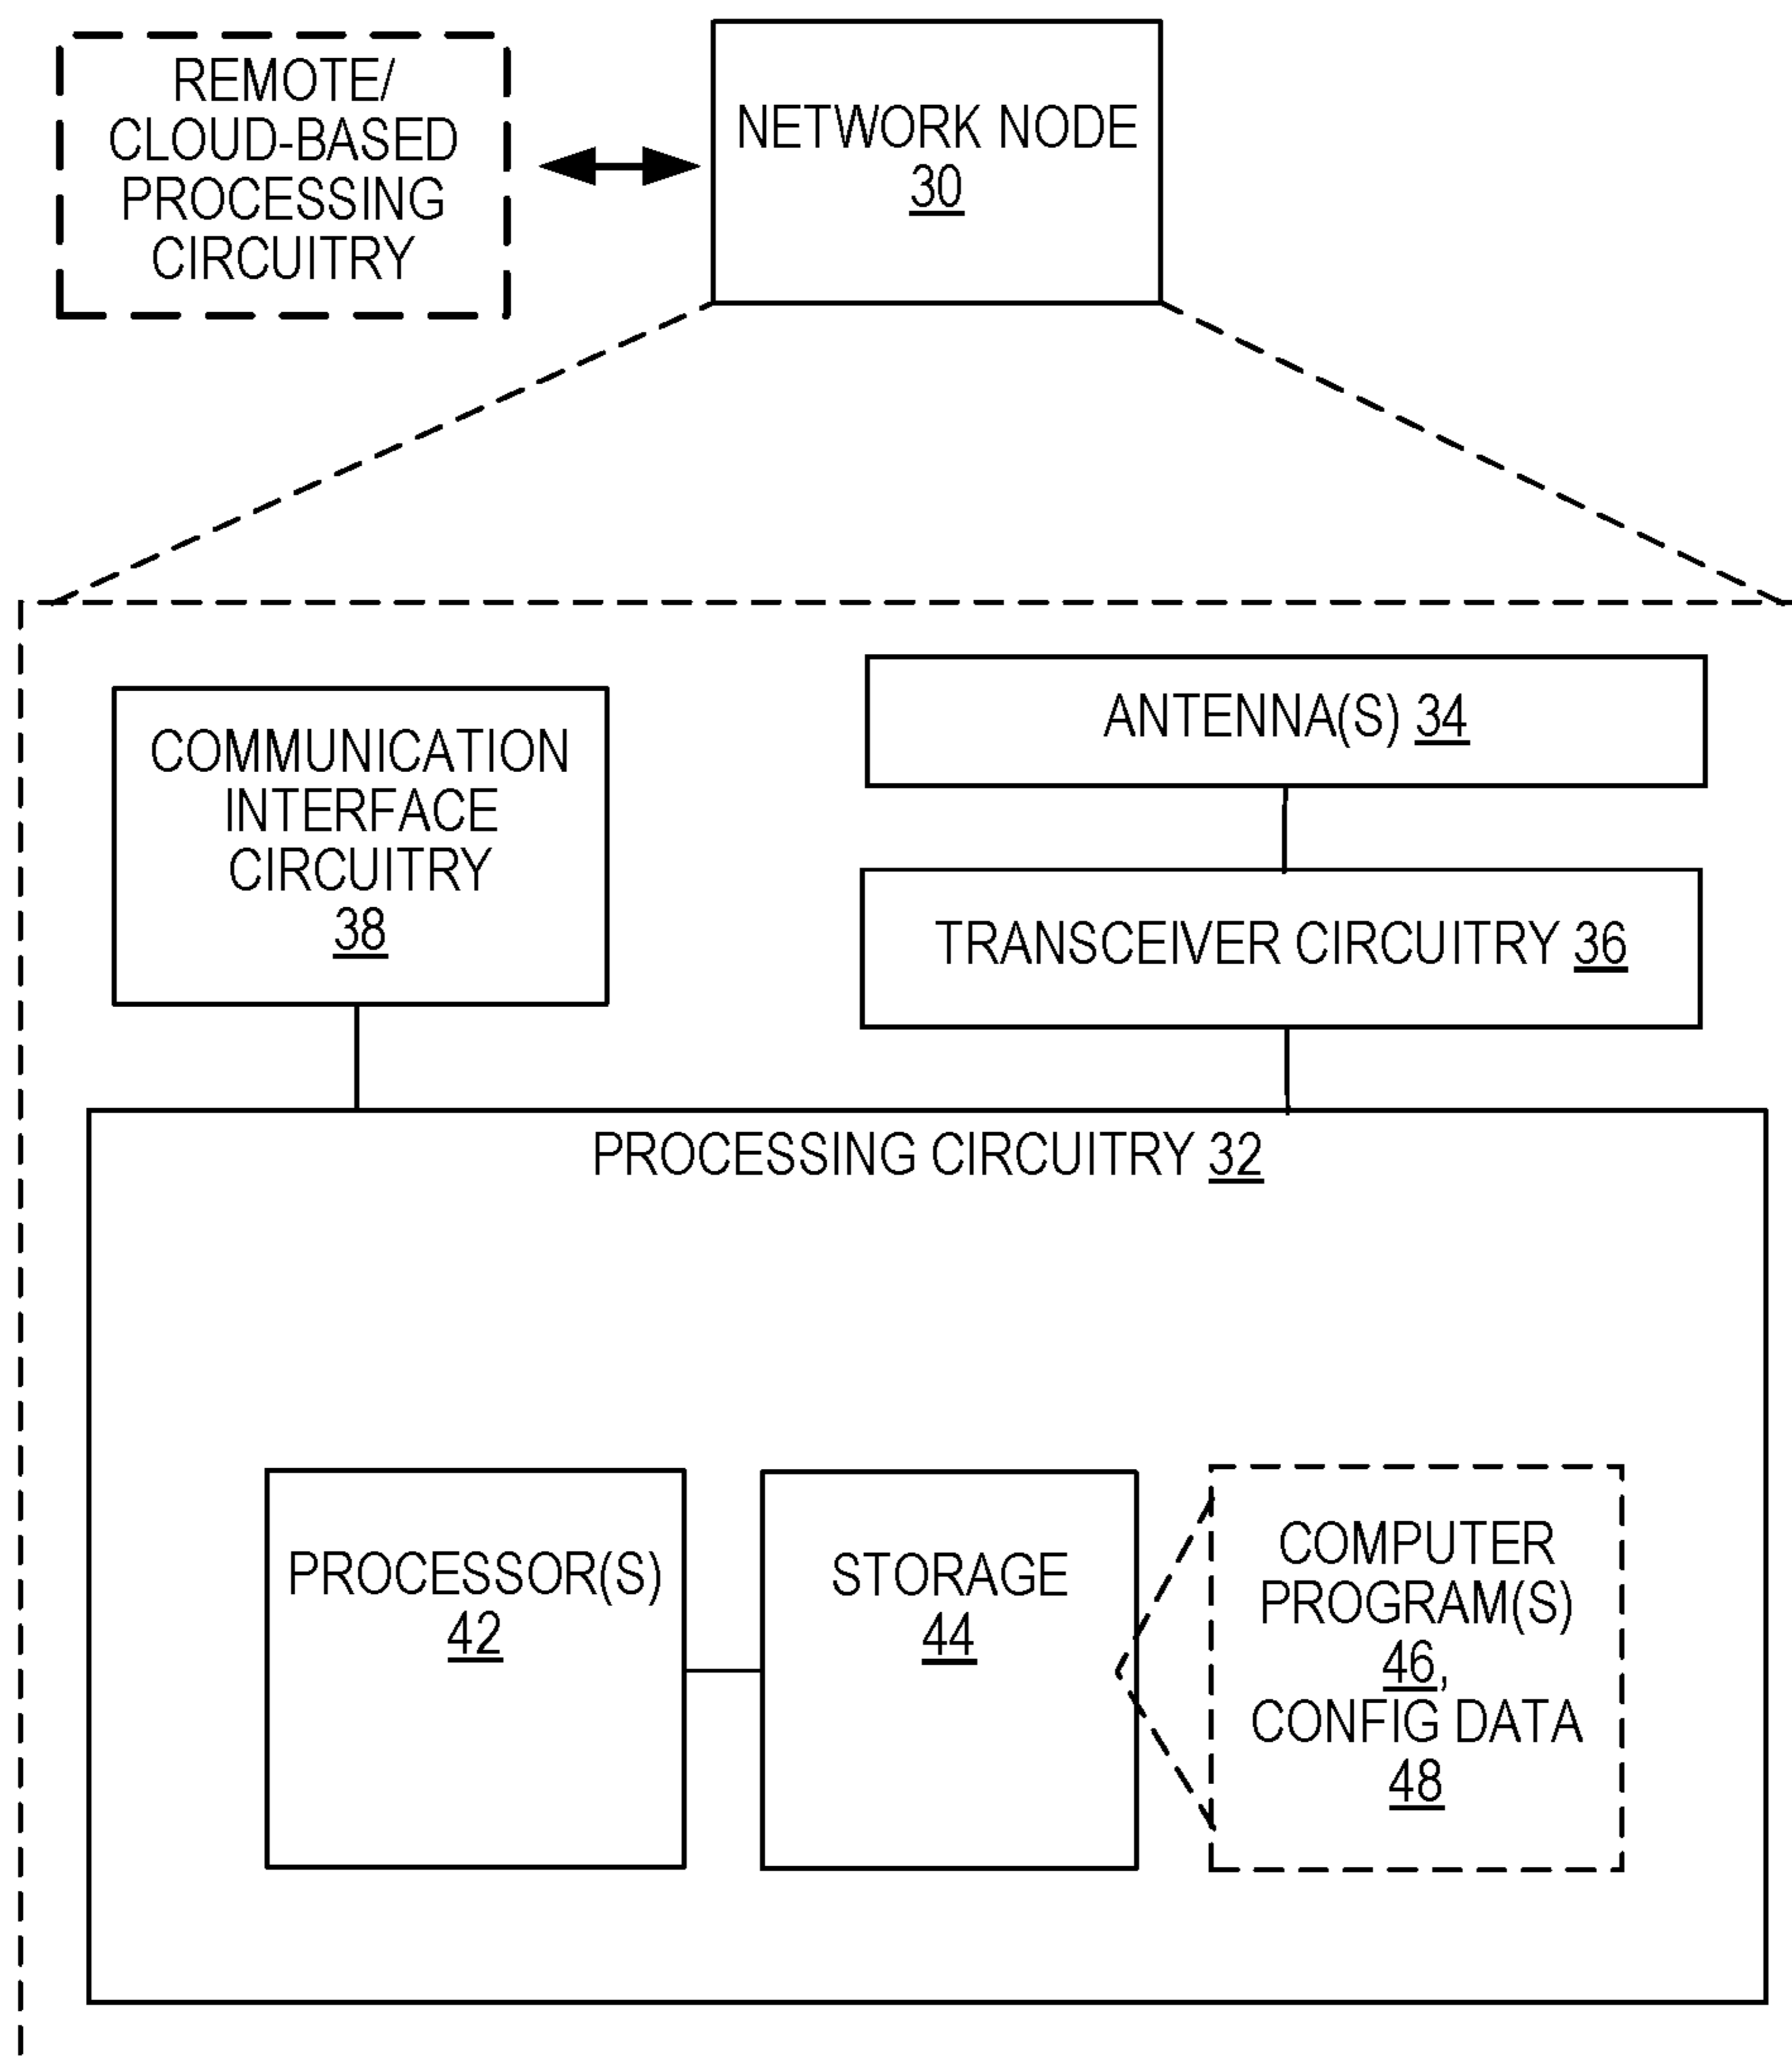 REMOTE/
CLOUD-BASED
PROCESSING
CIRCUITRY
NETWORK NODE
30
COMMUNICATION
INTERFACE
CIRCUITRY
38
ANTENNA(S) 34
TRANSCEIVER CIRCUITRY 36
PROCESSING CIRCUITRY 32
PROCESSOR(S)
42
STORAGE
44
COMPUTER
PROGRAM(S)
46,
CONFIG DATA
48